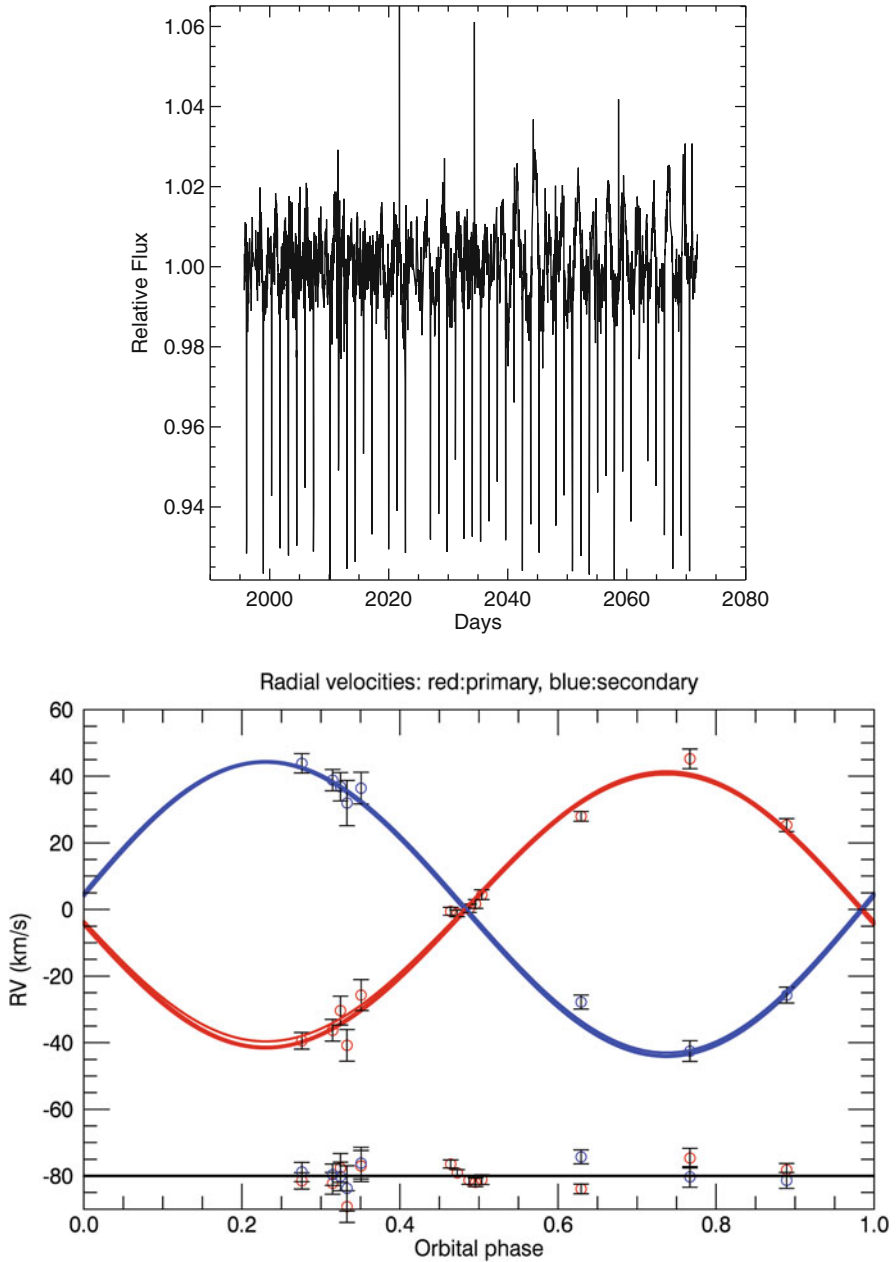 1.06
1.04
1.02
1.00
0.98
0.96
0.94
Relative Flux
2000 2020 2040 2060 2080
Days
Radial velocities: red:primary, blue:secondary
60
40
20
0
-20
-40
-60
-80
RV (km/s)
0.0 0.2 0.4 0.6 0.8 1.0
Orbital phase